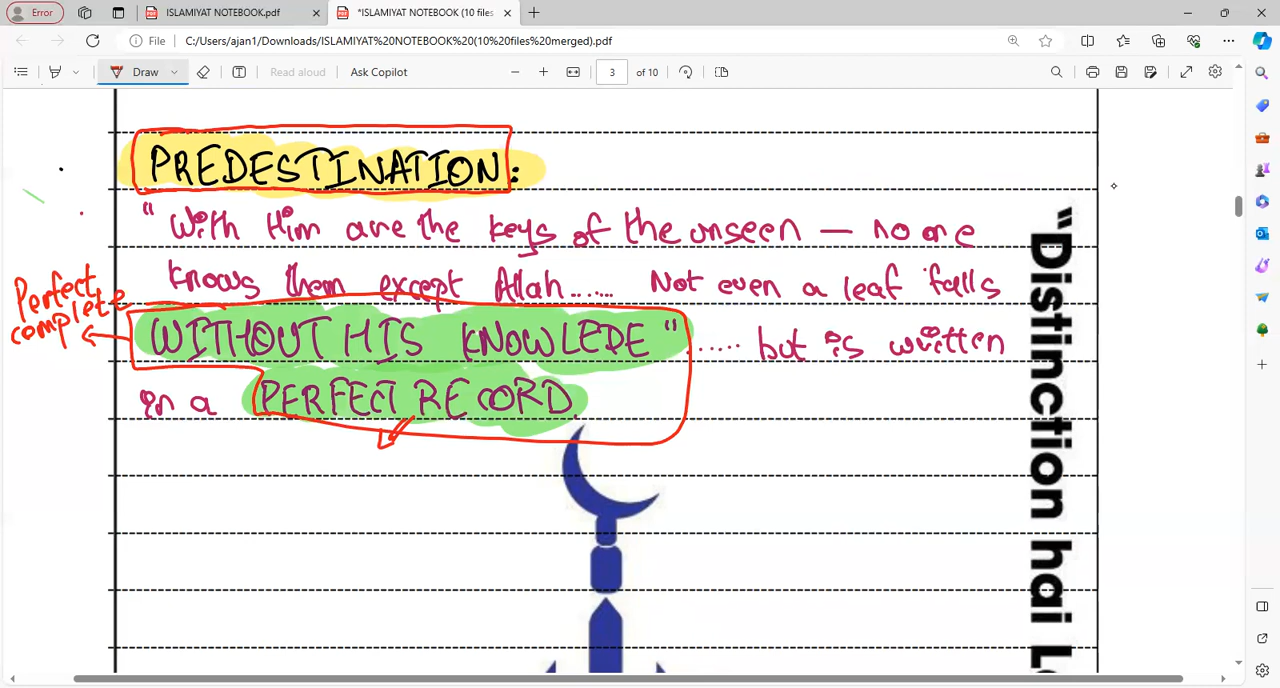 Error
ISLAMIYAT NOTEBOOK.pdf
*ISLAMIYAT NOTEBOOK (10 files
File
C:/Users/ajan1/Downloads/ISLAMIYAT%20NOTEBOOK%20(10%20files%20merged).pdf
Draw
Read aloud
Ask Copilot
3
of 10
PREDESTINATION:
"With Him are the keys of the unseen — no one
knows them except Allah...... Not even a leaf falls
WITHOUT HIS KNOWLEDE"...... but is written
in a PERFECT RECORD.
Perfect
complete
"Distinction hai L